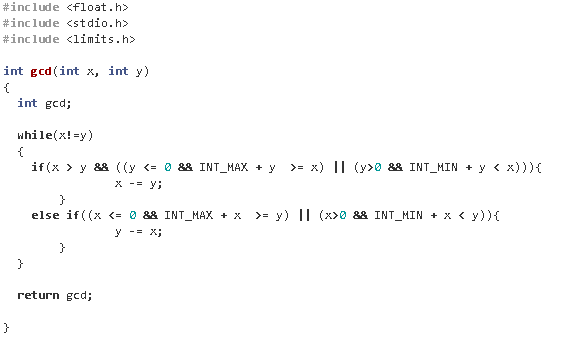 #include <float.h>
#include <stdio.h>
#include <limits.h>
int gcd(int x, int y)
{
int gcd;
while(x!=y)
{
if(x > y && ((y <= 0 && INT_MAX + y >= x) || (y>0 && INT_MIN + y < x))){
x -= y;
}
else if((x <= 0 && INT_MAX + x >= y) || (x>0 && INT_MIN + x < y)){
y -= x;
}
}
return gcd;
}